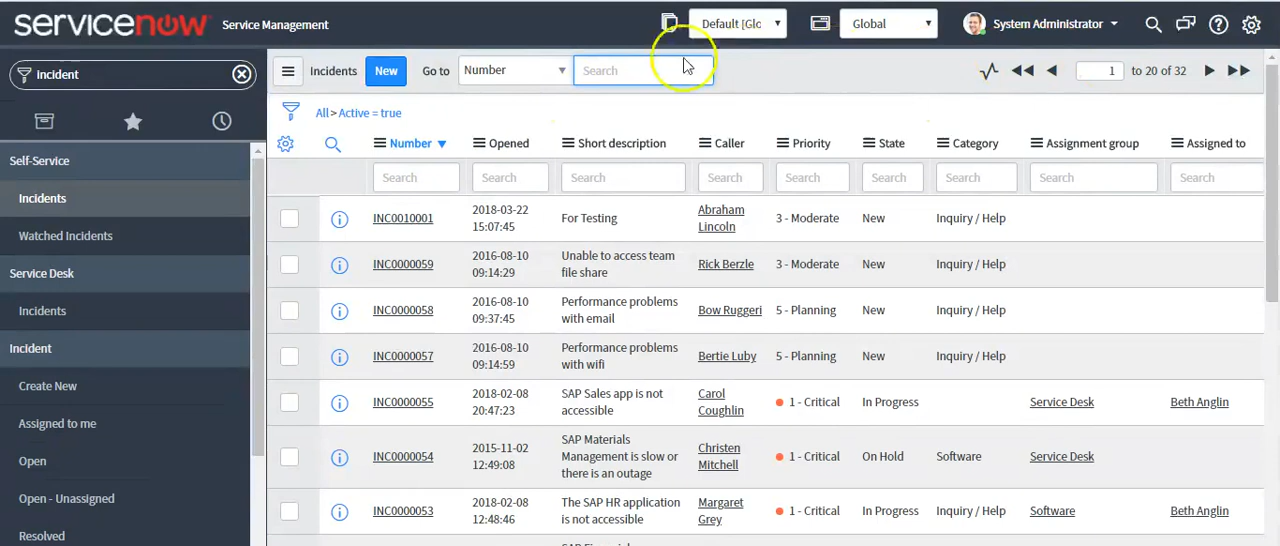 servicenow Service Management
Default [Glo
Global
System Administrator
incident
Incidents New Go to Number Search
1 to 20 of 32
All > Active = true
Self-Service
Incidents
Watched Incidents
Service Desk
Incidents
Incident
Create New
Assigned to me
Open
Open - Unassigned
Resolved
Number Opened Short description Caller Priority State Category Assignment group Assigned to
Search Search Search Search Search Search Search Search Search
INC0010001 2018-03-22 15:07:45 For Testing Abraham Lincoln 3 - Moderate New Inquiry / Help
INC0000059 2016-08-10 09:14:29 Unable to access team file share Rick Berzle 3 - Moderate New Inquiry / Help
INC0000058 2016-08-10 09:37:45 Performance problems with email Bow Ruggeri 5 - Planning New Inquiry / Help
INC0000057 2016-08-10 09:14:59 Performance problems with wifi Bertie Luby 5 - Planning New Inquiry / Help
INC0000055 2018-02-08 20:47:23 SAP Sales app is not accessible Carol Coughlin 1 - Critical In Progress Service Desk Beth Anglin
INC0000054 2015-11-02 12:49:08 SAP Materials Management is slow or there is an outage Christen Mitchell 1 - Critical On Hold Software Service Desk
INC0000053 2018-02-08 12:48:46 The SAP HR application is not accessible Margaret Grey 1 - Critical In Progress Inquiry / Help Software Beth Anglin